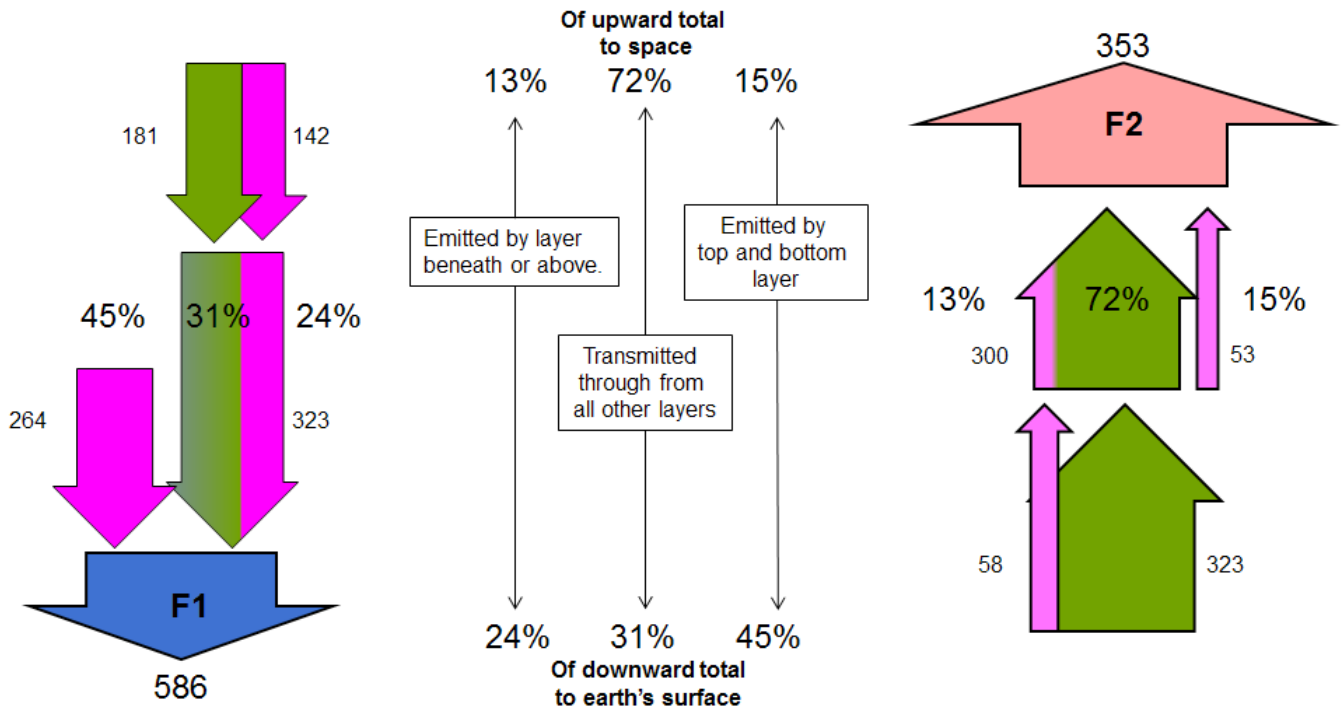 Of upward total
to space
13% 72% 15%
353
F2
181
142
Emitted by layer
beneath or above.
Emitted by
top and bottom
layer
45%
31%
24%
13%
72%
15%
300
53
Transmitted
through from
all other layers
264
323
58
323
F1
586
24% 31% 45%
Of downward total
to earth's surface